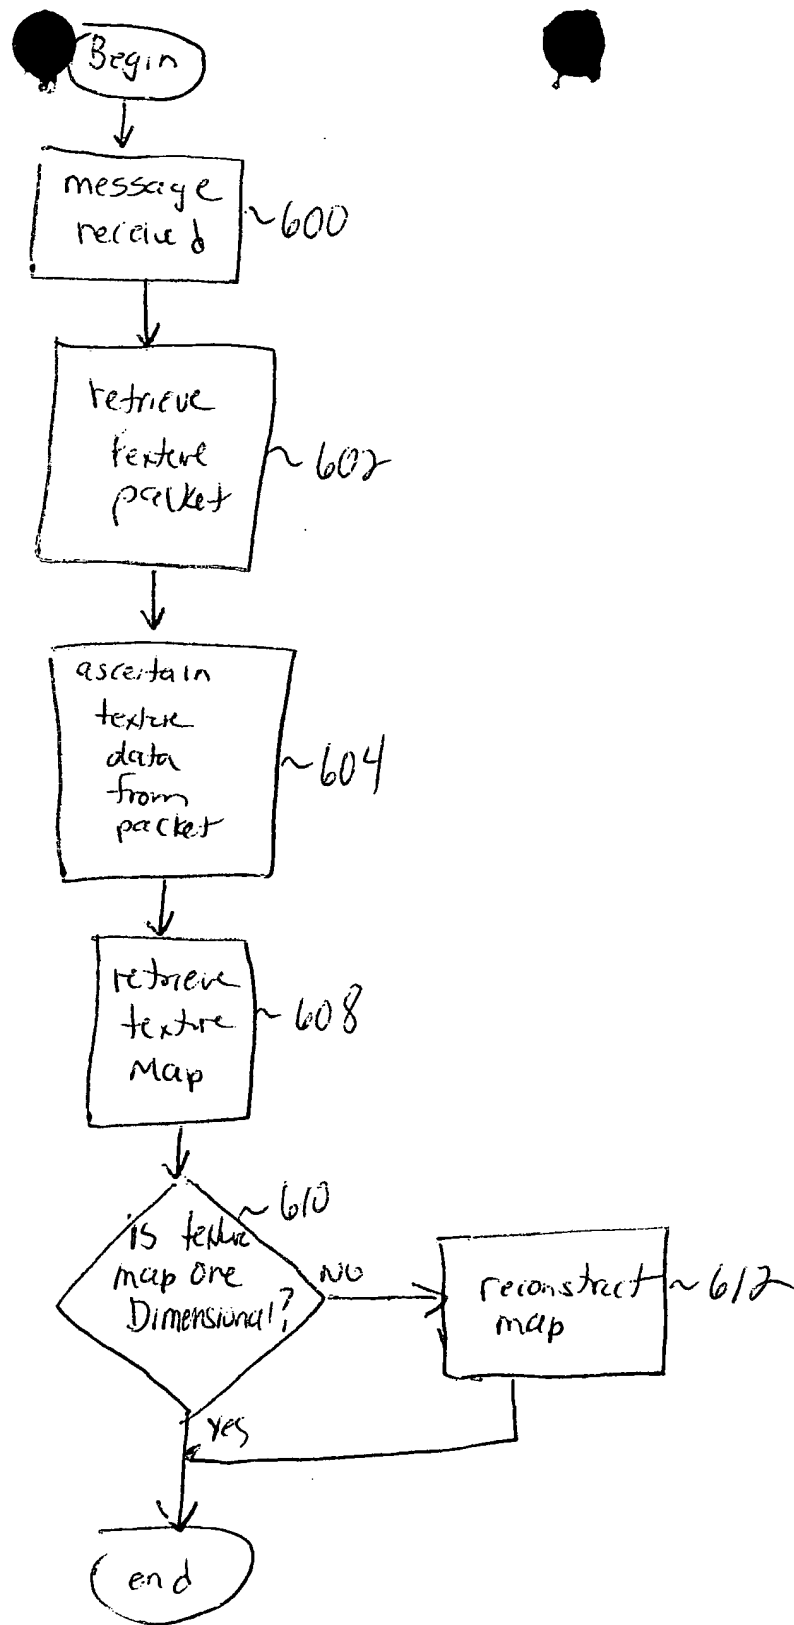 Begin
message
received
~600
retrieve
texture
packet
~602
ascertain
texture
data
from
packet
~604
retrieve
texture
Map
~608
is texture
map one
Dimensional?
~610
NO
reconstruct
map
~612
Yes
end